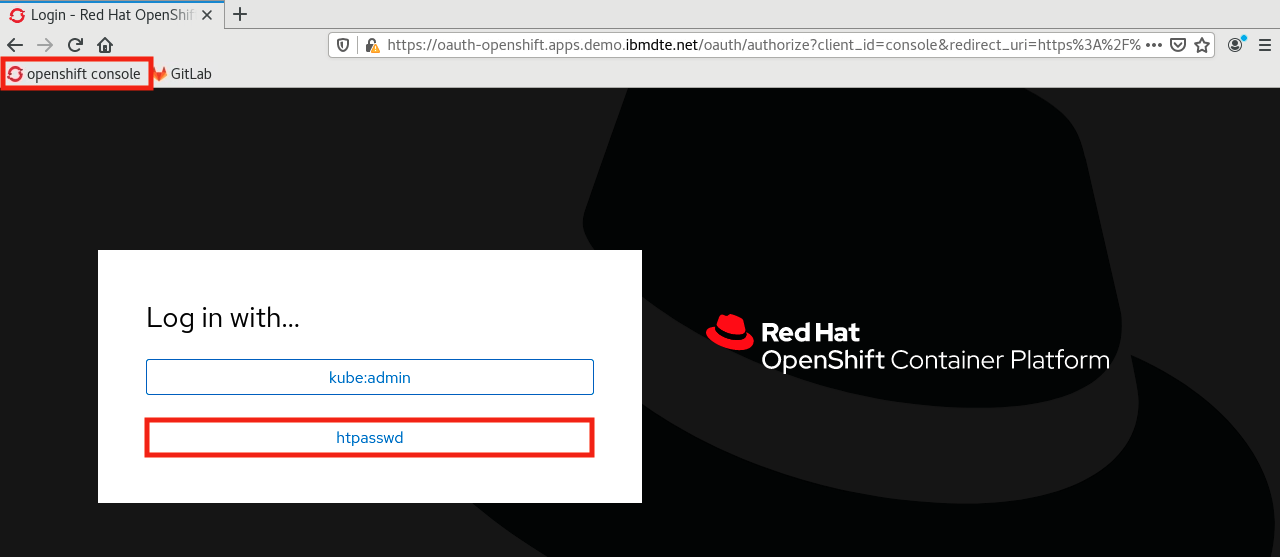 Login - Red Hat OpenShif
https://oauth-openshift.apps.demo.ibmdte.net/oauth/authorize?client_id=console&redirect_uri=https%3A%2F%
openshift console GitLab
Log in with...
kube:admin
htpasswd
Red Hat
OpenShift Container Platform